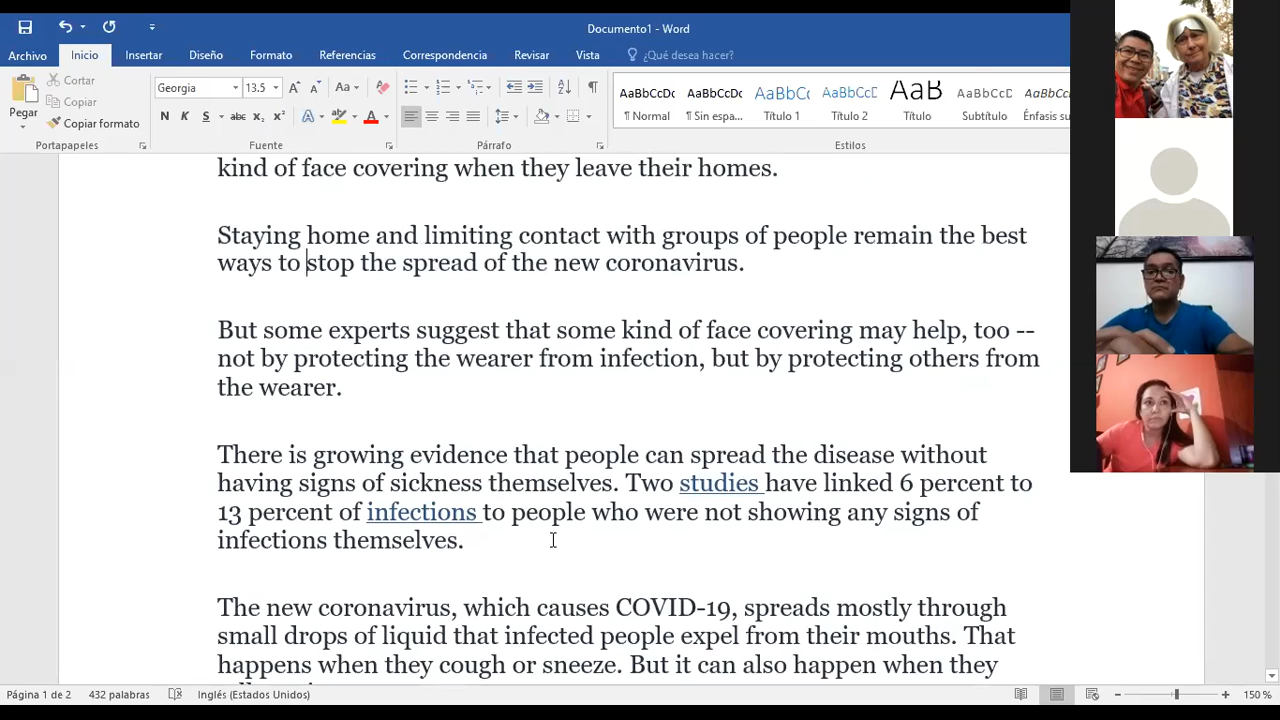 Documento1 - Word
Archivo Inicio Insertar Diseño Formato Referencias Correspondencia Revisar Vista ¿Qué desea hacer?
Pegar
Cortar
Copiar
Copiar formato
Portapapeles
Georgia 13.5
Aa
N K S abc x₂ x² A A
Fuente
Párrafo
AaBbCcDc AaBbCcDc AaBbCc AaBbCcD AaB AaBbCcD AaBbCcDc
¶ Normal ¶ Sin espa... Título 1 Título 2 Título Subtítulo Énfasis su
Estilos
kind of face covering when they leave their homes.
Staying home and limiting contact with groups of people remain the best
ways to stop the spread of the new coronavirus.
But some experts suggest that some kind of face covering may help, too --
not by protecting the wearer from infection, but by protecting others from
the wearer.
There is growing evidence that people can spread the disease without
having signs of sickness themselves. Two studies have linked 6 percent to
13 percent of infections to people who were not showing any signs of
infections themselves.
The new coronavirus, which causes COVID-19, spreads mostly through
small drops of liquid that infected people expel from their mouths. That
happens when they cough or sneeze. But it can also happen when they
Página 1 de 2 432 palabras Inglés (Estados Unidos) 150 %